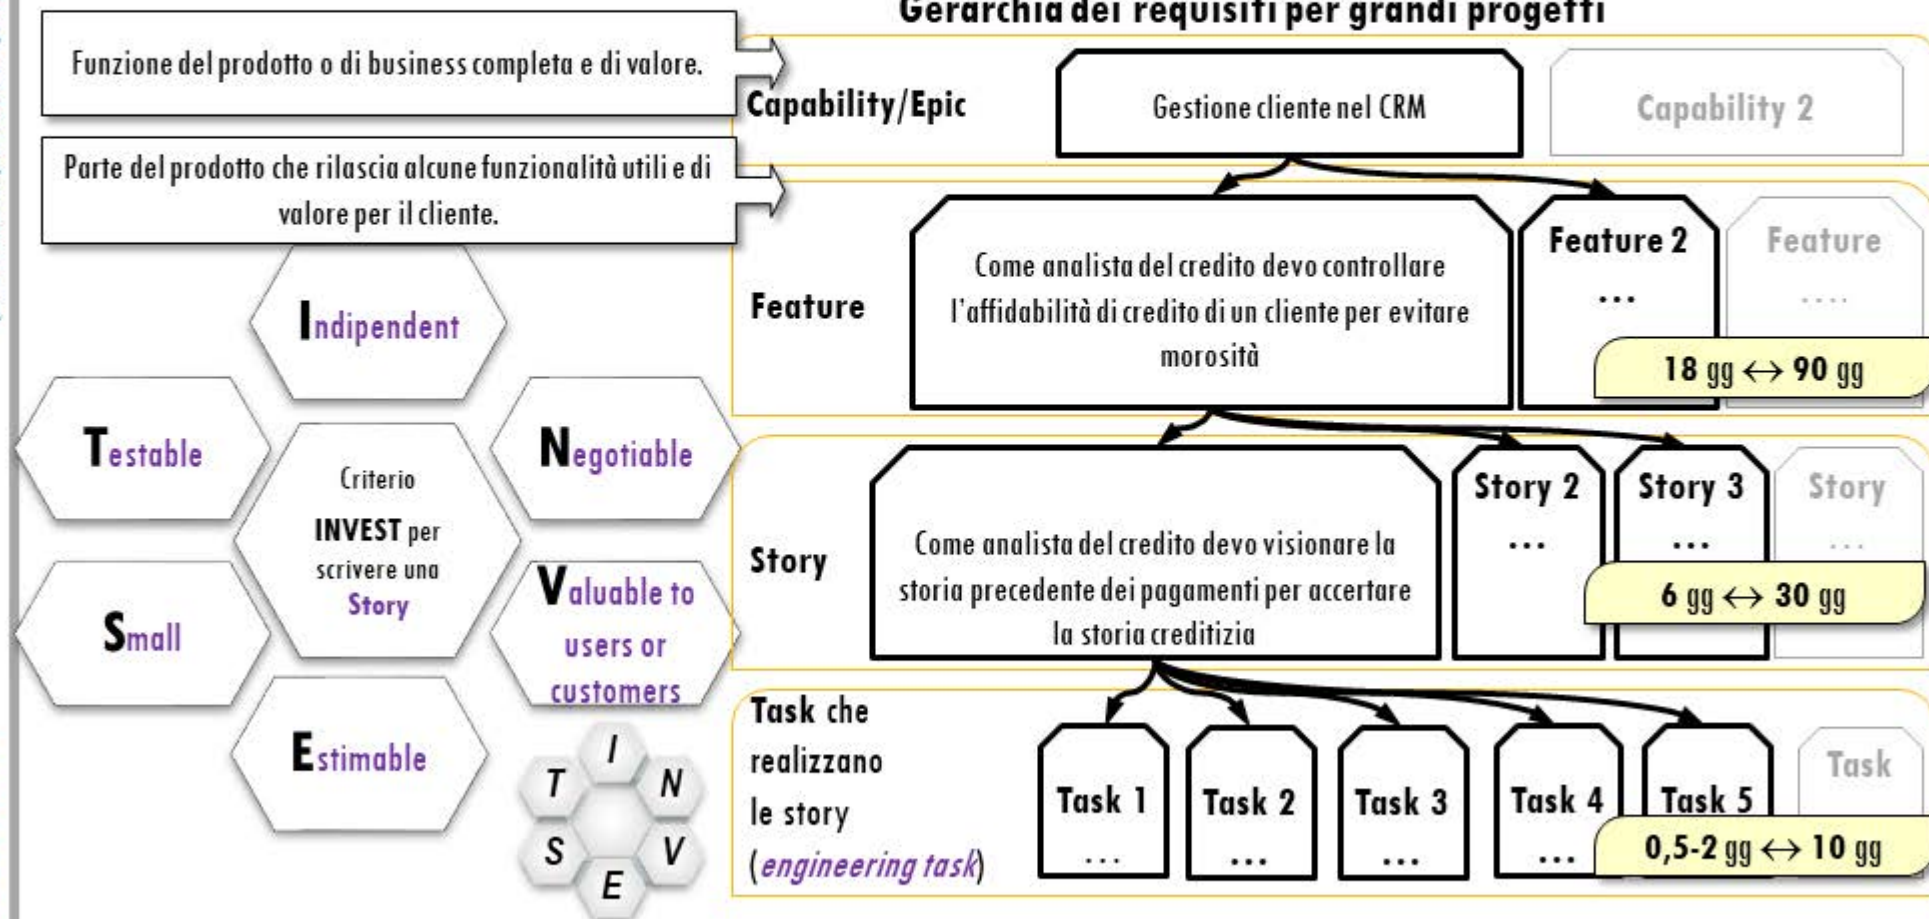 Gerarchia dei requisiti per grandi progetti
Funzione del prodotto o di business completa e di valore.
Capability/Epic
Gestione cliente nel CRM
Capability 2
Parte del prodotto che rilascia alcune funzionalità utili e di
valore per il cliente.
Feature
Come analista del credito devo controllare
l'affidabilità di credito di un cliente per evitare
morosità
Feature 2
...
Feature
....
18 gg ↔ 90 gg
Indipendent
Testable
Negotiable
Criterio
INVEST per
scrivere una
Story
Small
Valuable to
users or
customers
Estimable
I
T
N
S
V
E
Story
Come analista del credito devo visionare la
storia precedente dei pagamenti per accertare
la storia creditizia
Story 2
...
Story 3
...
Story
...
6 gg ↔ 30 gg
Task che
realizzano
le story
(engineering task)
Task 1
...
Task 2
...
Task 3
...
Task 4
...
Task 5
Task
0,5-2 gg ↔ 10 gg